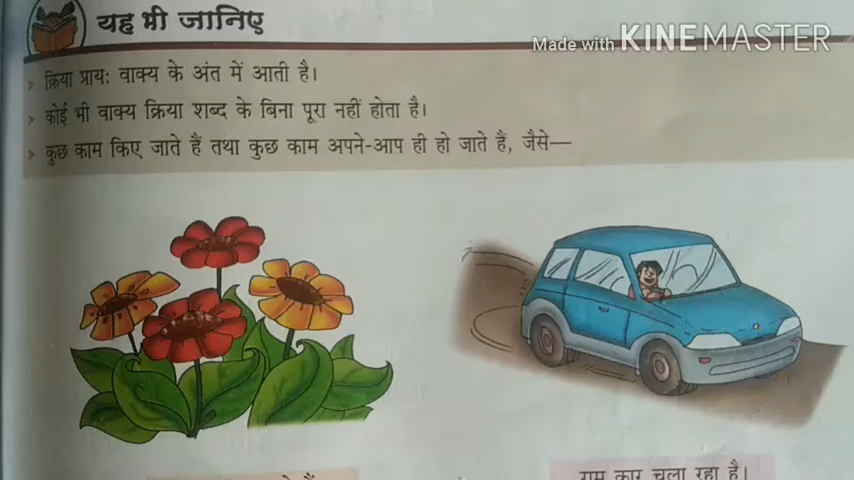 यह भी जानिए
Made with KINEMASTER
क्रिया प्रायः वाक्य के अंत में आती है।
कोई भी वाक्य क्रिया शब्द के बिना पूरा नहीं होता है।
कुछ काम किए जाते हैं तथा कुछ काम अपने-आप ही हो जाते हैं, जैसे—
राम कार चला रहा है।